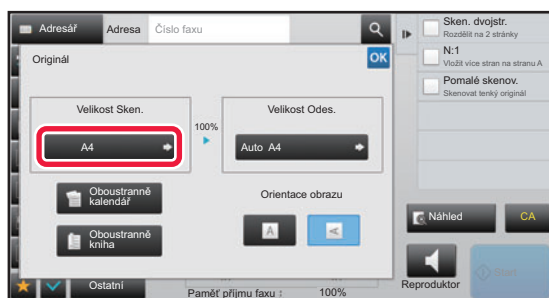 Adresář
Adresa
Číslo faxu
Originál
OK
Velikost Sken.
A4
100%
Velikost Odes.
Auto A4
Oboustranně
kalendář
Oboustranně
kniha
Orientace obrazu
A
A
Ostatní
Paměť příjmu faxu :
100%
Sken. dvojstr.
Rozdělit na 2 stránky
N:1
Vložit více stran na stranu A
Pomalé skenov.
Skenovat tenký originál
Náhled
CA
Reproduktor
Start